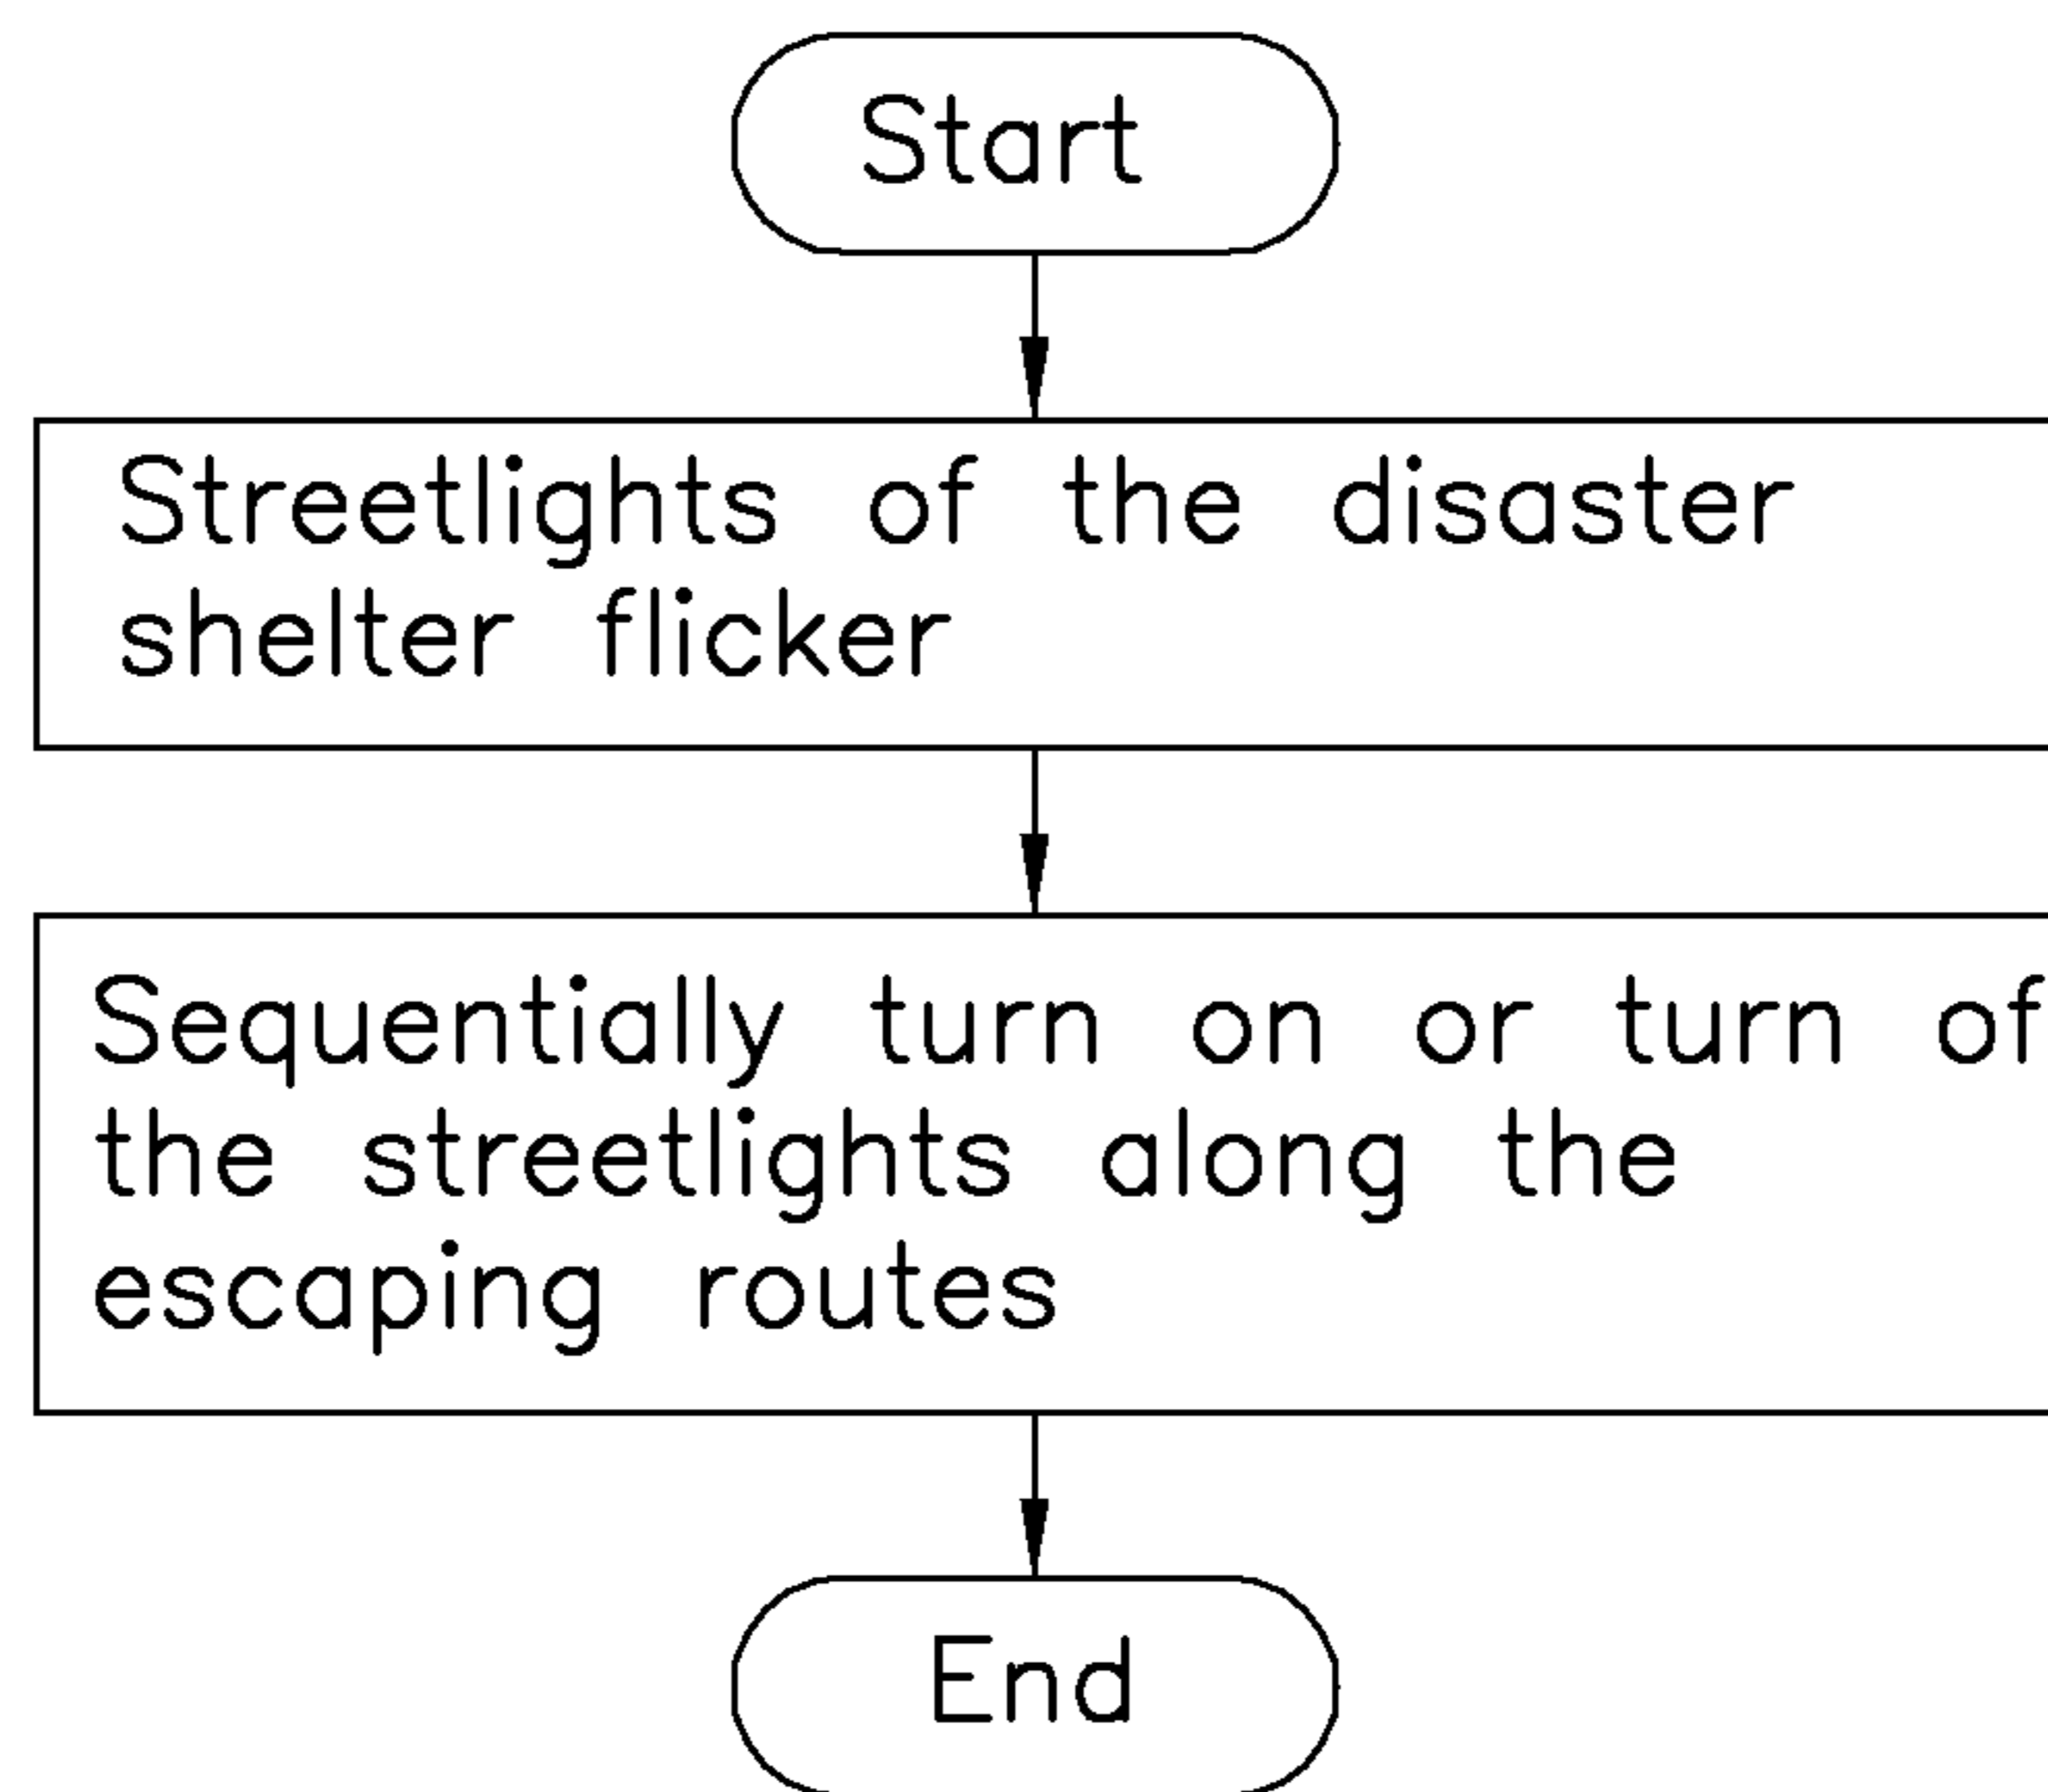 Start
Streetlights of the disaster
shelter flicker
Sequentially turn on or turn of
the streetlights along the
escaping routes
End